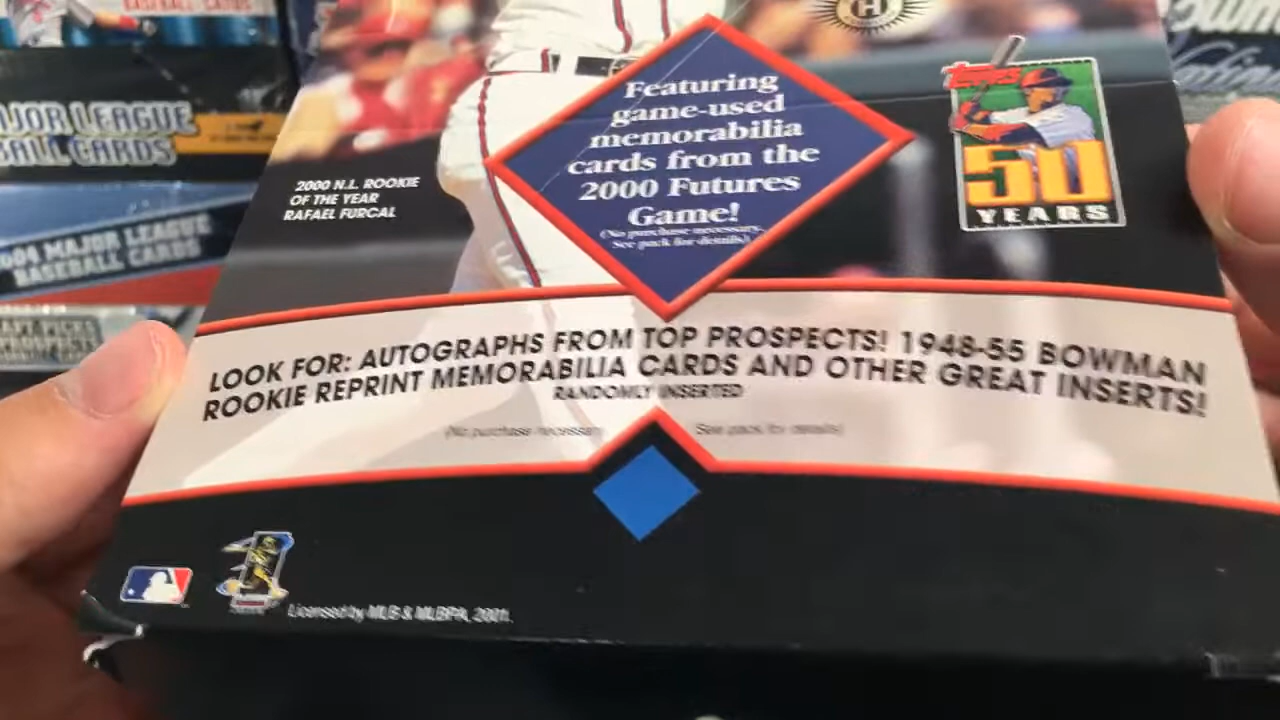 BASEBALL CARDS
JOR LEAGUE
BALL CARDS
2004 MAJOR LEAGUE
BASEBALL CARDS
H
Featuring
game-used
memorabilia
cards from the
2000 Futures
Game!
(No purchase necessary.
See pack for details)
2000 N.L. ROOKIE
OF THE YEAR
RAFAEL FURCAL
Topps
50
YEARS
LOOK FOR: AUTOGRAPHS FROM TOP PROSPECTS! 1948-55 BOWMAN
ROOKIE REPRINT MEMORABILIA CARDS AND OTHER GREAT INSERTS!
RANDOMLY INSERTED
(No purchase necessary See pack for details)
Licensed by MLB & MLBPA, 2001.